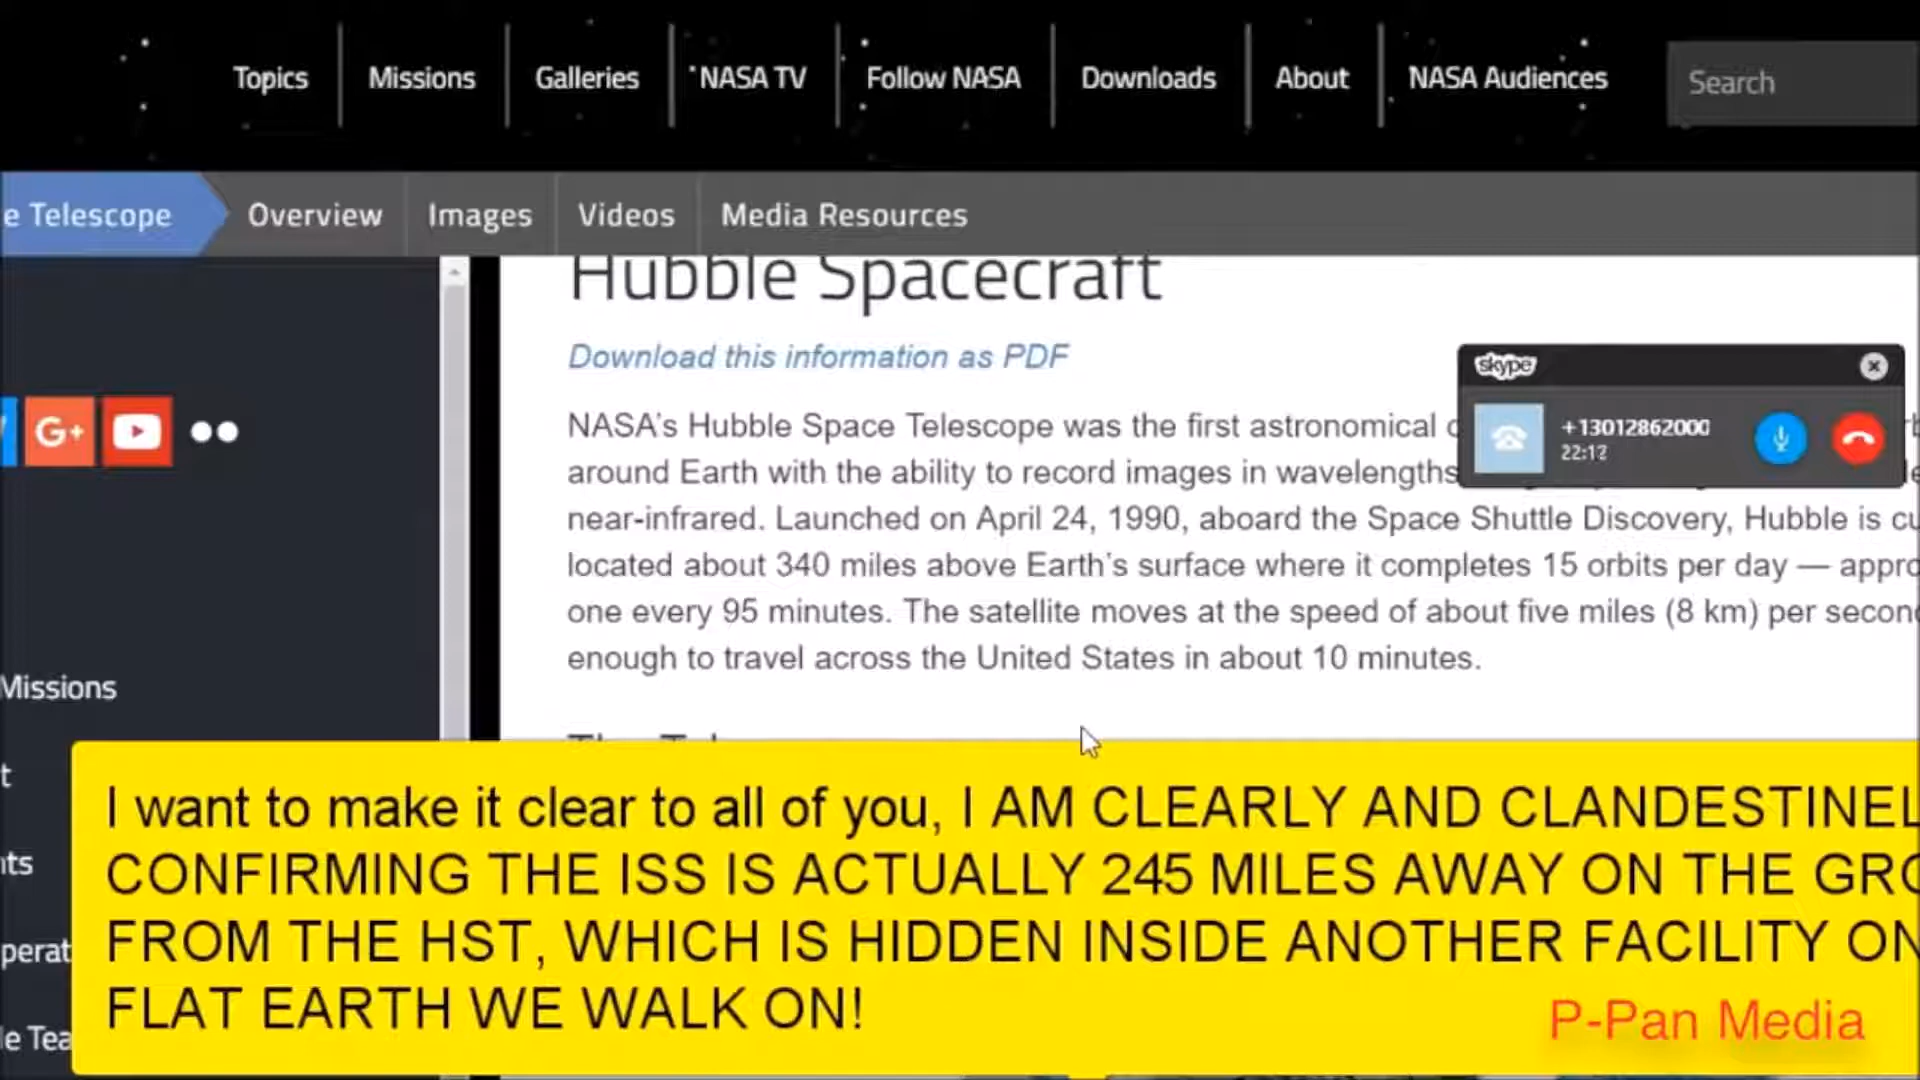 Topics
Missions
Galleries
NASA TV
Follow NASA
Downloads
About
NASA Audiences
Search
e Telescope
Overview
Images
Videos
Media Resources
Hubble Spacecraft
Download this information as PDF
NASA's Hubble Space Telescope was the first astronomical
around Earth with the ability to record images in wavelengths
near-infrared. Launched on April 24, 1990, aboard the Space Shuttle Discovery, Hubble is cu
located about 340 miles above Earth's surface where it completes 15 orbits per day — appro
one every 95 minutes. The satellite moves at the speed of about five miles (8 km) per secon
enough to travel across the United States in about 10 minutes.
skype
+13012862000
22:12
G+
Missions
t
nts
perat
le Tea
I want to make it clear to all of you, I AM CLEARLY AND CLANDESTINEL
CONFIRMING THE ISS IS ACTUALLY 245 MILES AWAY ON THE GRO
FROM THE HST, WHICH IS HIDDEN INSIDE ANOTHER FACILITY ON
FLAT EARTH WE WALK ON!
P-Pan Media